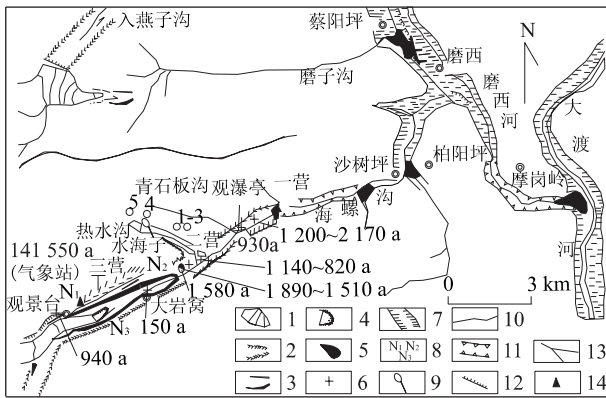 入燕子沟
蔡阳坪
磨西
N
磨子沟
磨西河
大渡河
沙树坪
柏阳坪
摩岗岭
青石板沟
观瀑亭
一营
海螺沟
5 4
1-3
热水沟
水海子
二营
930a
1 200~2 170 a
141 550a
(气象站)
三营
N₂
1 140~820 a
1 580 a
1 890~1 510 a
观景台
N₁
大岩窝
N₃
150 a
940 a
0 3 km
1 4 7 10
2 5 N₁ N₂ N₃ 8 11 13
3 6 9 12 14